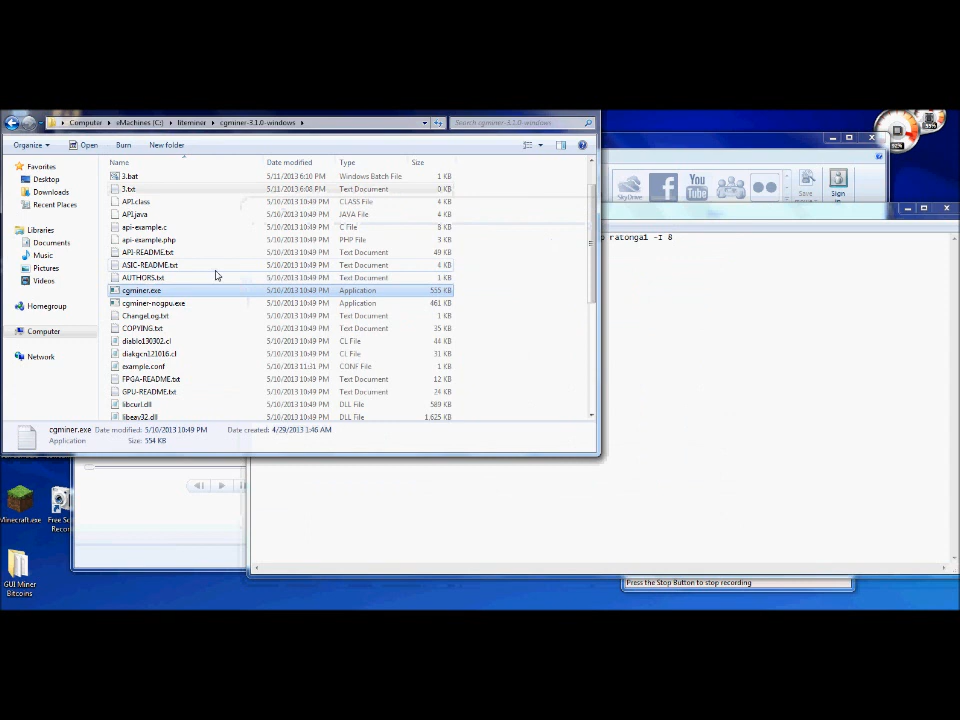 Computer ▸ eMachines (C:) ▸ liteminer ▸ cgminer-3.1.0-windows ▸
Search cgminer-3.1.0-windows
Organize Open Burn New folder
Name Date modified Type Size
Favorites
Desktop
Downloads
Recent Places
Libraries
Documents
Music
Pictures
Videos
Homegroup
Computer
Network
3.bat 5/11/2013 6:10 PM Windows Batch File 1 KB
3.txt 5/11/2013 6:08 PM Text Document 0 KB
API.class 5/10/2013 10:49 PM CLASS File 4 KB
API.java 5/10/2013 10:49 PM JAVA File 4 KB
api-example.c 5/10/2013 10:49 PM C File 8 KB
api-example.php 5/10/2013 10:49 PM PHP File 3 KB
API-README.txt 5/10/2013 10:49 PM Text Document 49 KB
ASIC-README.txt 5/10/2013 10:49 PM Text Document 4 KB
AUTHORS.txt 5/10/2013 10:49 PM Text Document 1 KB
cgminer.exe 5/10/2013 10:49 PM Application 555 KB
cgminer-nogpu.exe 5/10/2013 10:49 PM Application 461 KB
ChangeLog.txt 5/10/2013 10:49 PM Text Document 1 KB
COPYING.txt 5/10/2013 10:49 PM Text Document 35 KB
diablo130302.cl 5/10/2013 10:49 PM CL File 44 KB
diakgcn121016.cl 5/10/2013 10:49 PM CL File 31 KB
example.conf 5/10/2013 11:31 PM CONF File 2 KB
FPGA-README.txt 5/10/2013 10:49 PM Text Document 12 KB
GPU-README.txt 5/10/2013 10:49 PM Text Document 24 KB
libcurl.dll 5/10/2013 10:49 PM DLL File 589 KB
libeay32.dll 5/10/2013 10:49 PM DLL File 1,625 KB
cgminer.exe Date modified: 5/10/2013 10:49 PM Date created: 4/29/2013 1:46 AM
Application Size: 554 KB
SkyDrive
You
Tube
Save
Sign
in
ratonga1 -I 8
Minecraft.exe
Free
Recor
GUI Miner
Bitcoins
Press the Stop Button to stop recording